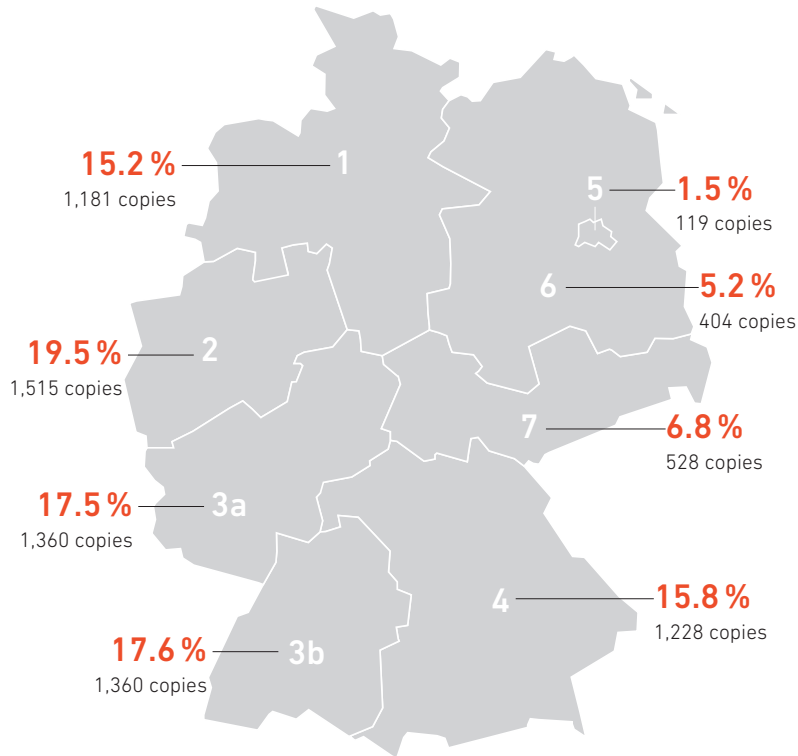 15.2 %
1,181 copies
1
5
1.5 %
119 copies
6
5.2 %
404 copies
19.5 %
1,515 copies
2
7
6.8 %
528 copies
17.5 %
1,360 copies
3a
4
15.8 %
1,228 copies
17.6 %
1,360 copies
3b